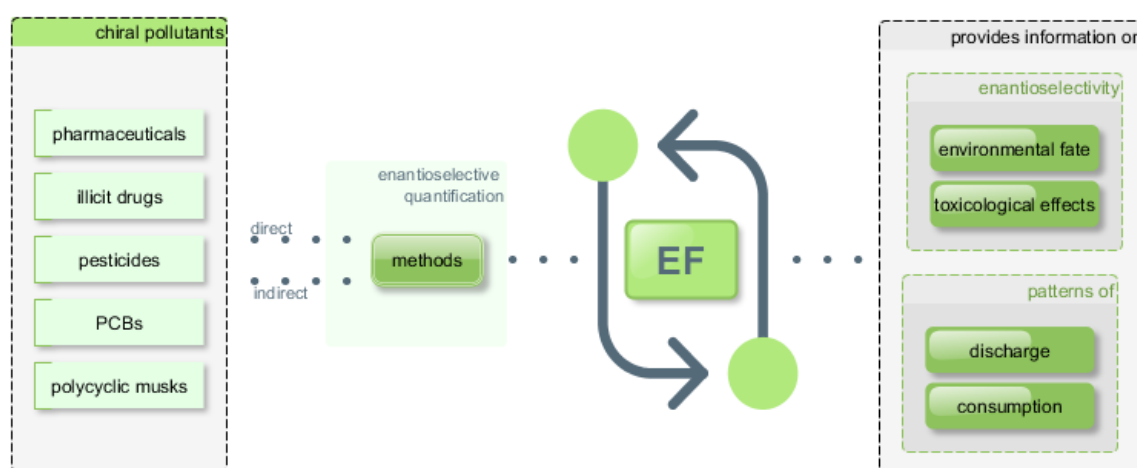 chiral pollutants
pharmaceuticals
illicit drugs
pesticides
PCBs
polycyclic musks
direct
indirect
enantioselective
quantification
methods
EF
provides information on
enantioselectivity
environmental fate
toxicological effects
patterns of
discharge
consumption